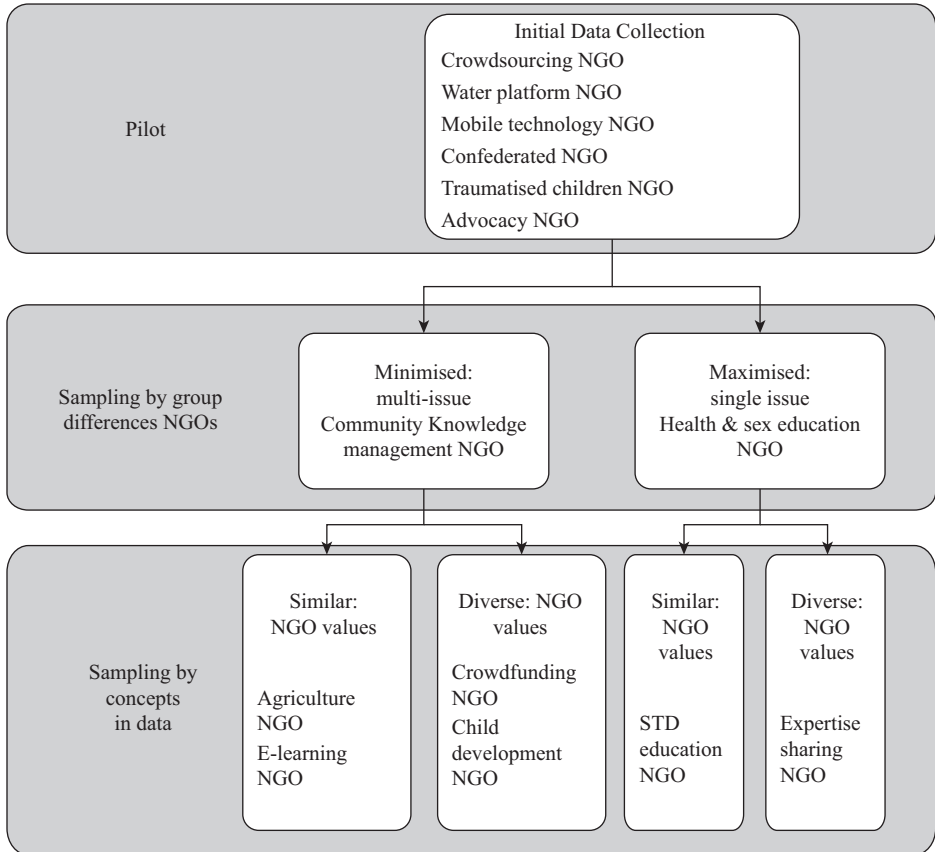 Pilot
Initial Data Collection
Crowdsourcing NGO
Water platform NGO
Mobile technology NGO
Confederated NGO
Traumatised children NGO
Advocacy NGO
Sampling by group
differences NGOs
Minimised:
multi-issue
Community Knowledge
management NGO
Maximised:
single issue
Health & sex education
NGO
Sampling by
concepts
in data
Similar:
NGO values
Agriculture
NGO
E-learning
NGO
Diverse: NGO
values
Crowdfunding
NGO
Child
development
NGO
Similar:
NGO
values
STD
education
NGO
Diverse:
NGO
values
Expertise
sharing
NGO